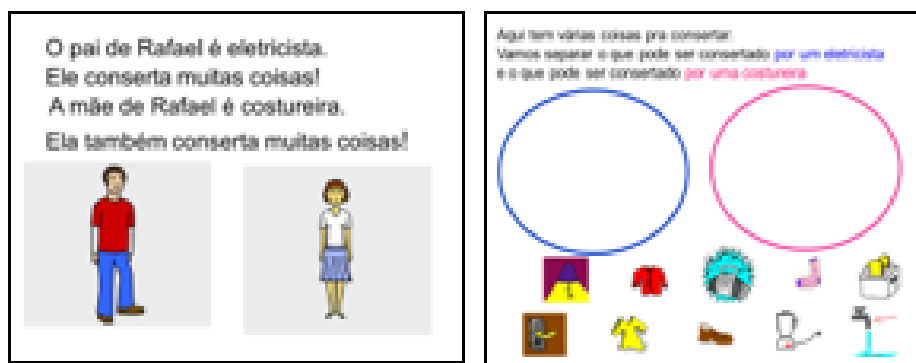 O pai de Rafael é eletricista.
Ele conserta muitas coisas!
A mãe de Rafael é costureira.
Ela também conserta muitas coisas!
Aqui tem várias coisas pra consertar.
Vamos separar o que pode ser consertado por um eletricista
e o que pode ser consertado por uma costureira